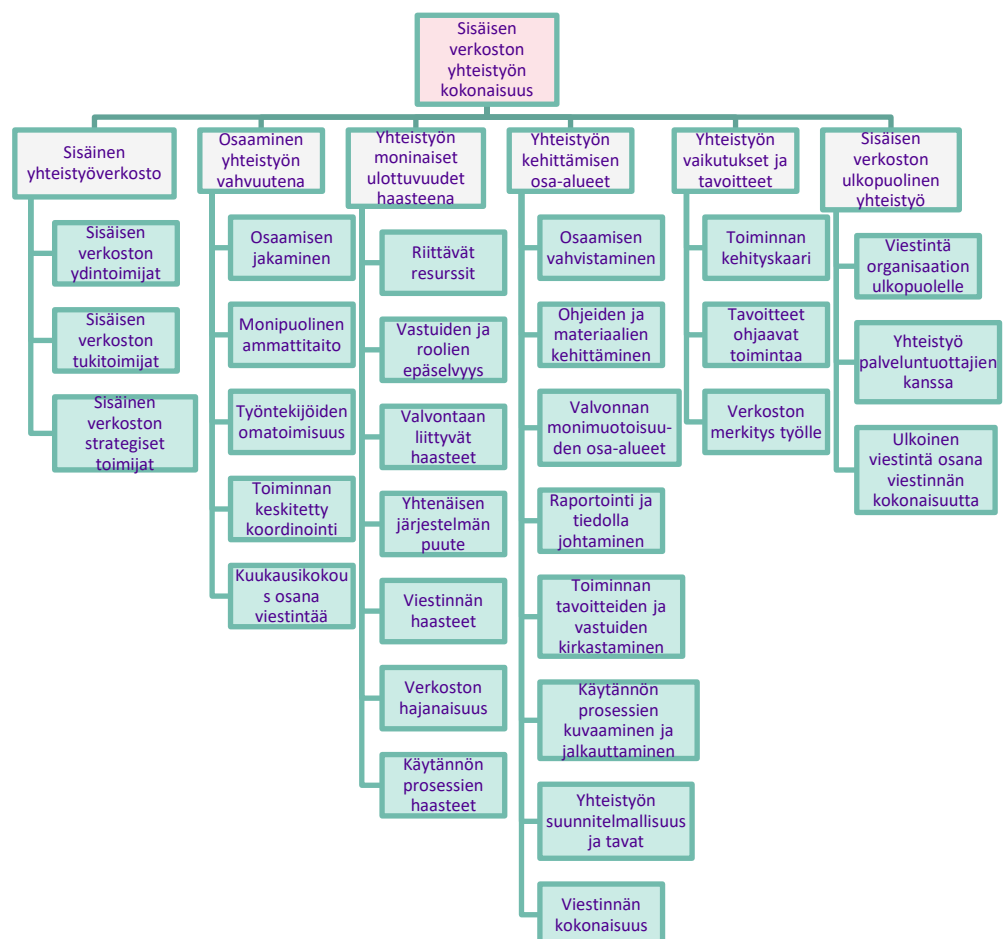 Sisäisen
verkoston
yhteistyön
kokonaisuus
Sisäinen
yhteistyöverkosto
Sisäisen
verkoston
ydintoimijat
Sisäisen
verkoston
tukitoimijat
Sisäinen
verkoston
strategiset
toimijat
Osaaminen
yhteistyön
vahvuutena
Osaamisen
jakaminen
Monipuolinen
ammattitaito
Työntekijöiden
omatoimisuus
Toiminnan
keskitetty
koordinointi
Kuukausikokou
s osana
viestintää
Yhteistyön
moninaiset
ulottuvuudet
haasteena
Riittävät
resurssit
Vastuiden ja
roolien
epäselvyys
Valvontaan
liittyvät
haasteet
Yhtenäisen
järjestelmän
puute
Viestinnän
haasteet
Verkoston
hajanaisuus
Käytännön
prosessien
haasteet
Yhteistyön
kehittämisen
osa-alueet
Osaamisen
vahvistaminen
Ohjeiden ja
materiaalien
kehittäminen
Valvonnan
monimuotoisuu-
den osa-alueet
Raportointi ja
tiedolla
johtaminen
Toiminnan
tavoitteiden ja
vastuiden
kirkastaminen
Käytännön
prosessien
kuvaaminen ja
jalkauttaminen
Yhteistyön
suunnitelmallisuus
ja tavat
Viestinnän
kokonaisuus
Yhteistyön
vaikutukset ja
tavoitteet
Toiminnan
kehityskaari
Tavoitteet
ohjaavat
toimintaa
Verkoston
merkitys työlle
Sisäisen
verkoston
ulkopuolinen
yhteistyö
Viestintä
organisaation
ulkopuolelle
Yhteistyö
palveluntuottajien
kanssa
Ulkoinen
viestintä osana
viestinnän
kokonaisuutta